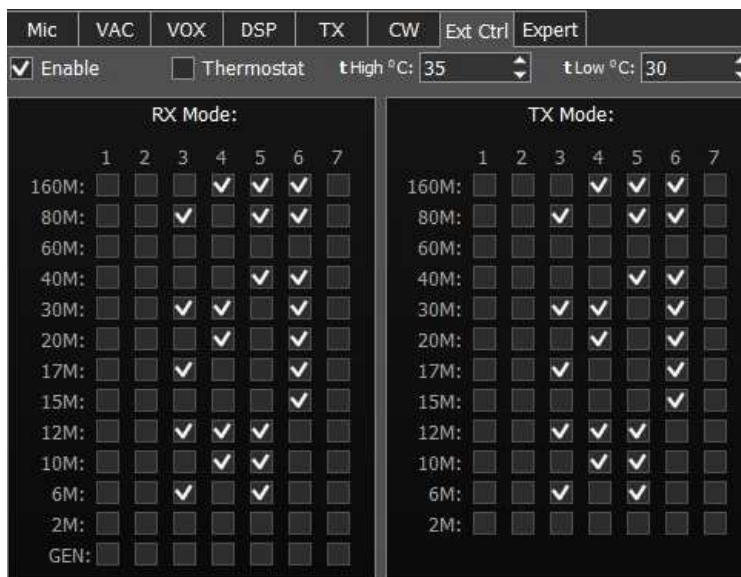 Mic VAC VOX DSP TX CW Ext Ctrl Expert
Enable Thermostat tHigh °C: 35 tLow °C: 30
RX Mode: TX Mode:
1 2 3 4 5 6 7 1 2 3 4 5 6 7
160M: 160M:
80M: 80M:
60M: 60M:
40M: 40M:
30M: 30M:
20M: 20M:
17M: 17M:
15M: 15M:
12M: 12M:
10M: 10M:
6M: 6M:
2M: 2M:
GEN: